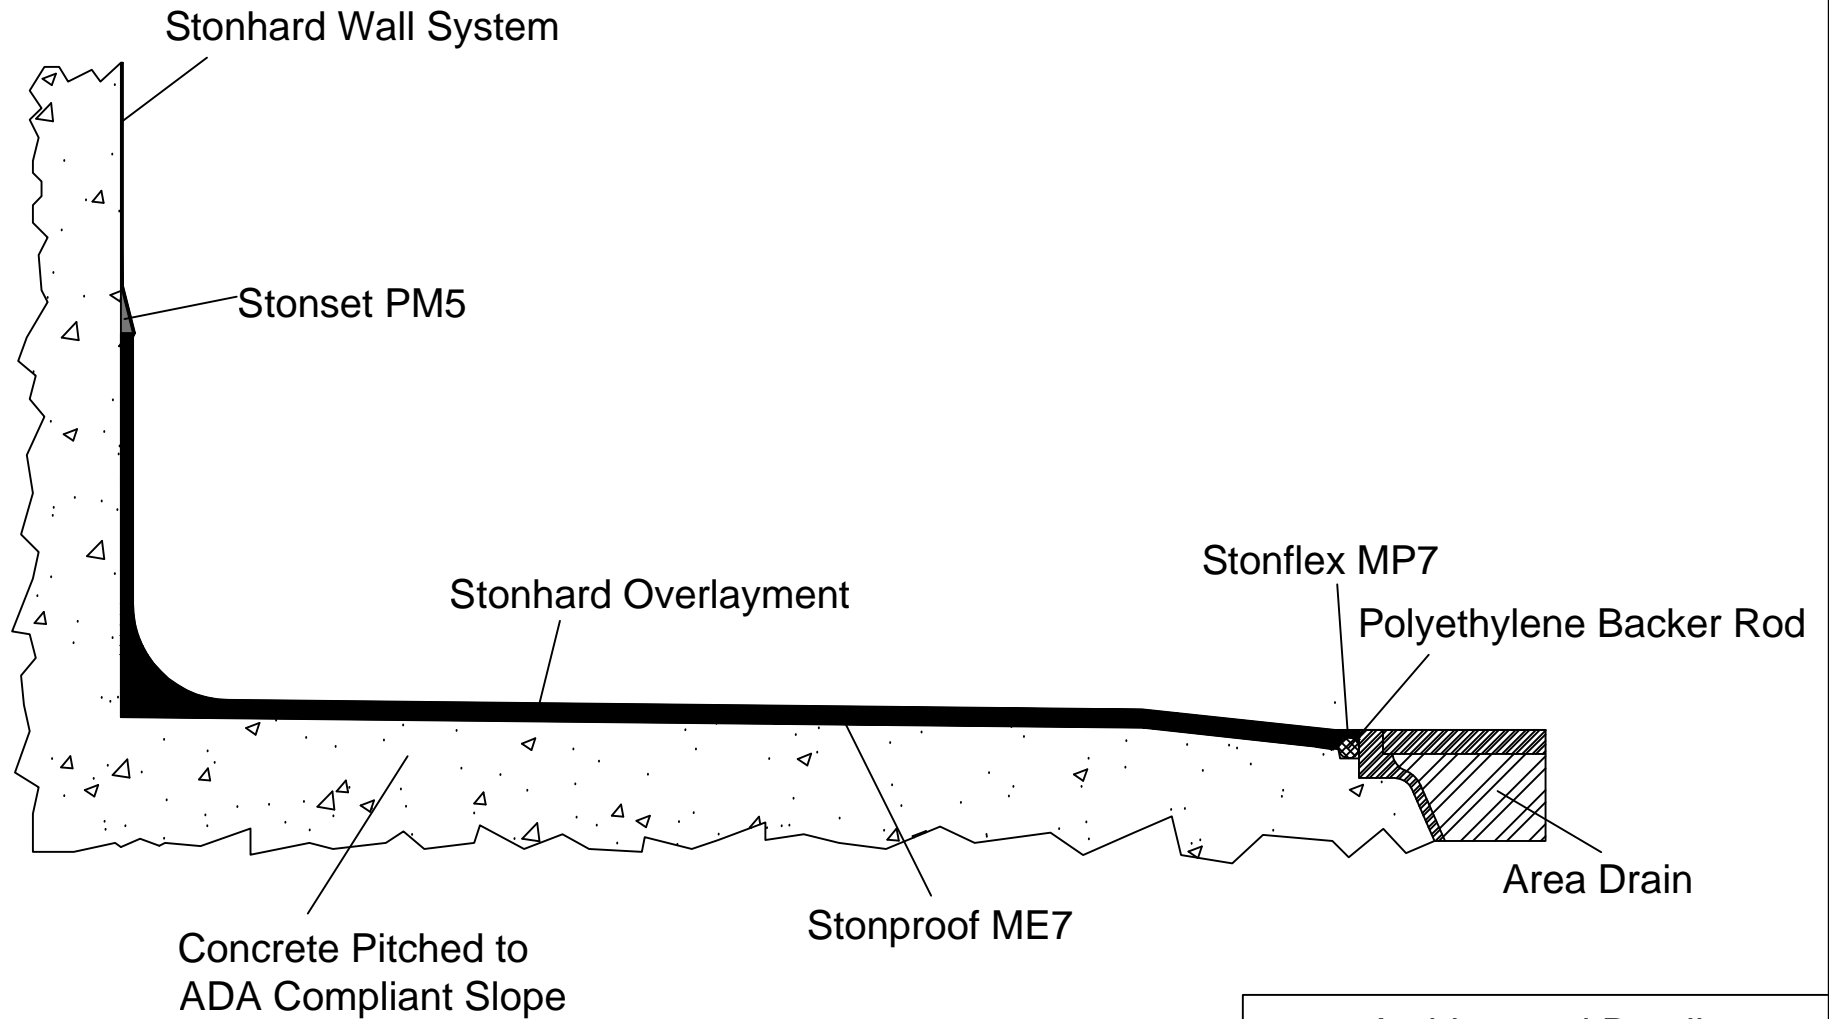 Stonhard Wall System
Stonset PM5
Stonflex MP7
Stonhard Overlayment
Polyethylene Backer Rod
Area Drain
Stonproof ME7
Concrete Pitched to
ADA Compliant Slope